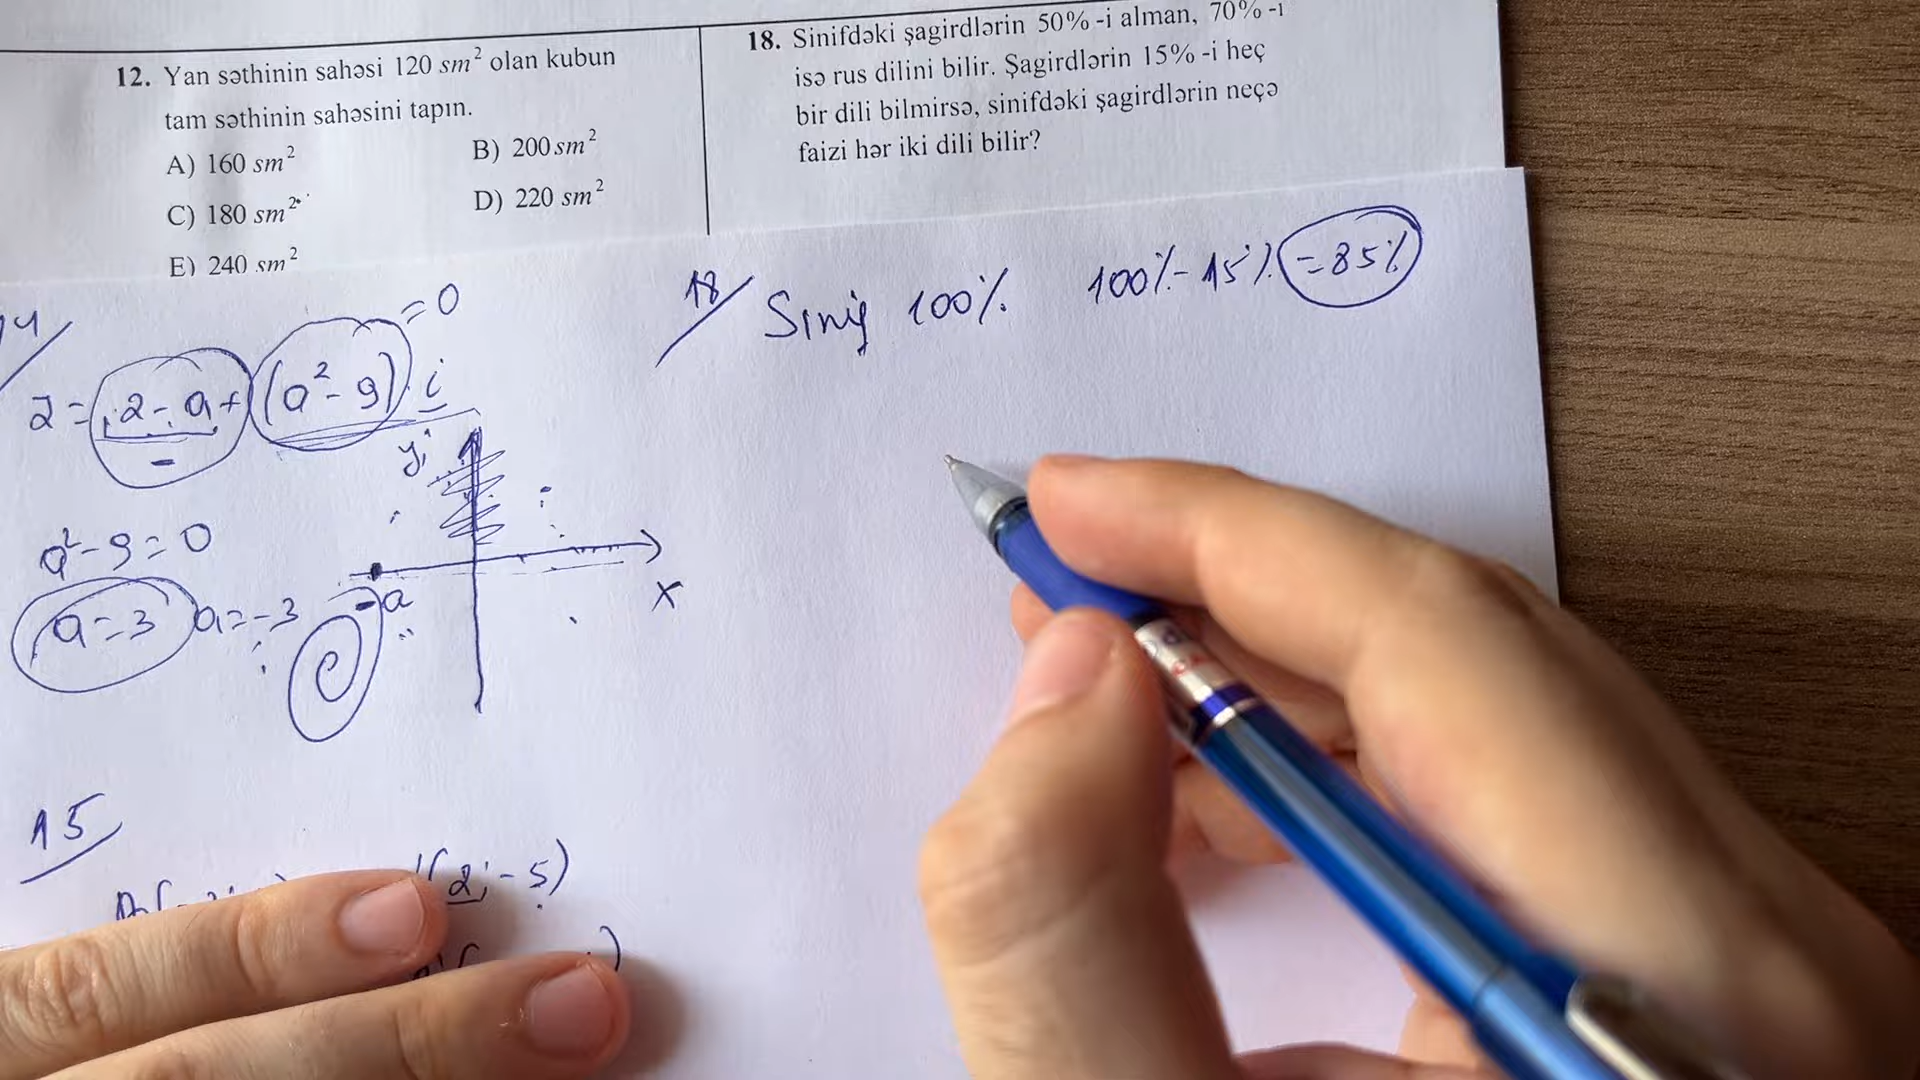 12. Yan səthinin sahəsi 120 sm² olan kubun
tam səthinin sahəsini tapın.
A) 160 sm²
B) 200 sm²
C) 180 sm²
D) 220 sm²
E) 240 sm²
18. Sinifdəki şagirdlərin 50% -i alman, 70% -i
isə rus dilini bilir. Şagirdlərin 15% -i heç
bir dili bilmirsə, sinifdəki şagirdlərin neçə
faizi hər iki dili bilir?
18/ Sinif 100% 100%-15% =85%
= 0
2 - a + (a² - 9) . i
y
a² - 9 = 0
x
a = 3 a = -3
-a
15
(2; -5)